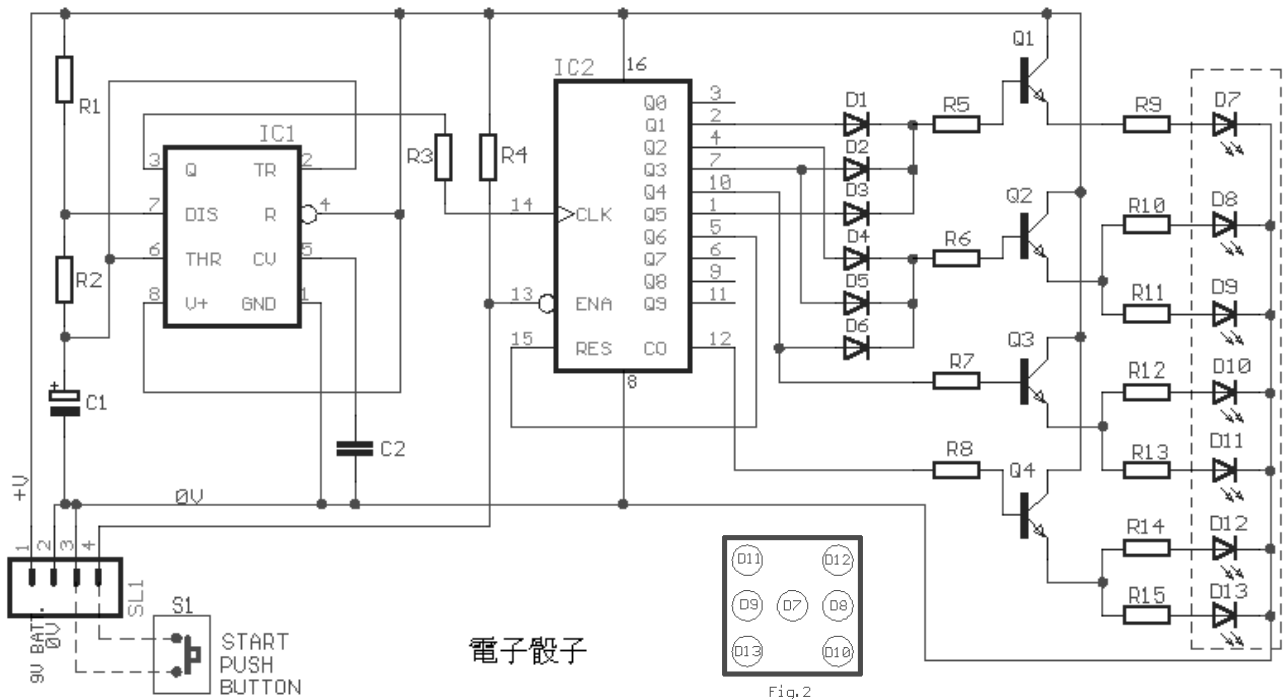 R1
R2
C1
+V
1
2
3
4
SL1
9V BAT
0V
0V
S1
START
PUSH
BUTTON
IC1
3 Q TR 2
7 DIS R 4
6 THR CV 5
8 V+ GND 1
C2
R3
R4
IC2
16
Q0 3
Q1 2
Q2 4
Q3 7
Q4 10
14 CLK Q5 1
Q6 5
Q7 6
Q8 9
13 ENA Q9 11
15 RES CO 12
8
D1
D2
D3
D4
D5
D6
R5
R6
R7
R8
Q1
Q2
Q3
Q4
R9 D7
R10 D8
R11 D9
R12 D10
R13 D11
R14 D12
R15 D13
電子骰子
D11 D12
D9 D7 D8
D13 D10
Fig.2